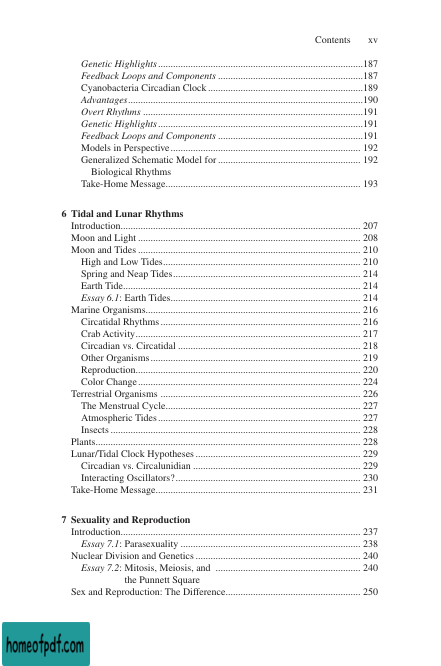 Contents xv
Genetic Highlights ..................................................................................187
Feedback Loops and Components ..........................................................187
Cyanobacteria Circadian Clock ..............................................................189
Advantages..............................................................................................190
Overt Rhythms ........................................................................................191
Genetic Highlights ..................................................................................191
Feedback Loops and Components ..........................................................191
Models in Perspective ............................................................................ 192
Generalized Schematic Model for ......................................................... 192
Biological Rhythms
Take-Home Message.............................................................................. 193
6 Tidal and Lunar Rhythms
Introduction................................................................................................ 207
Moon and Light ......................................................................................... 208
Moon and Tides ......................................................................................... 210
High and Low Tides............................................................................... 210
Spring and Neap Tides........................................................................... 214
Earth Tide............................................................................................... 214
Essay 6.1: Earth Tides............................................................................ 214
Marine Organisms...................................................................................... 216
Circatidal Rhythms ................................................................................ 216
Crab Activity.......................................................................................... 217
Circadian vs. Circatidal ......................................................................... 218
Other Organisms .................................................................................... 219
Reproduction.......................................................................................... 220
Color Change ......................................................................................... 224
Terrestrial Organisms ................................................................................ 226
The Menstrual Cycle.............................................................................. 227
Atmospheric Tides ................................................................................. 227
Insects .................................................................................................... 228
Plants.......................................................................................................... 228
Lunar/Tidal Clock Hypotheses .................................................................. 229
Circadian vs. Circalunidian ................................................................... 229
Interacting Oscillators?.......................................................................... 230
Take-Home Message.................................................................................. 231
7 Sexuality and Reproduction
Introduction................................................................................................ 237
Essay 7.1: Parasexuality ........................................................................ 238
Nuclear Division and Genetics .................................................................. 240
Essay 7.2: Mitosis, Meiosis, and .......................................................... 240
the Punnett Square
Sex and Reproduction: The Difference...................................................... 250
homeofpdf.com